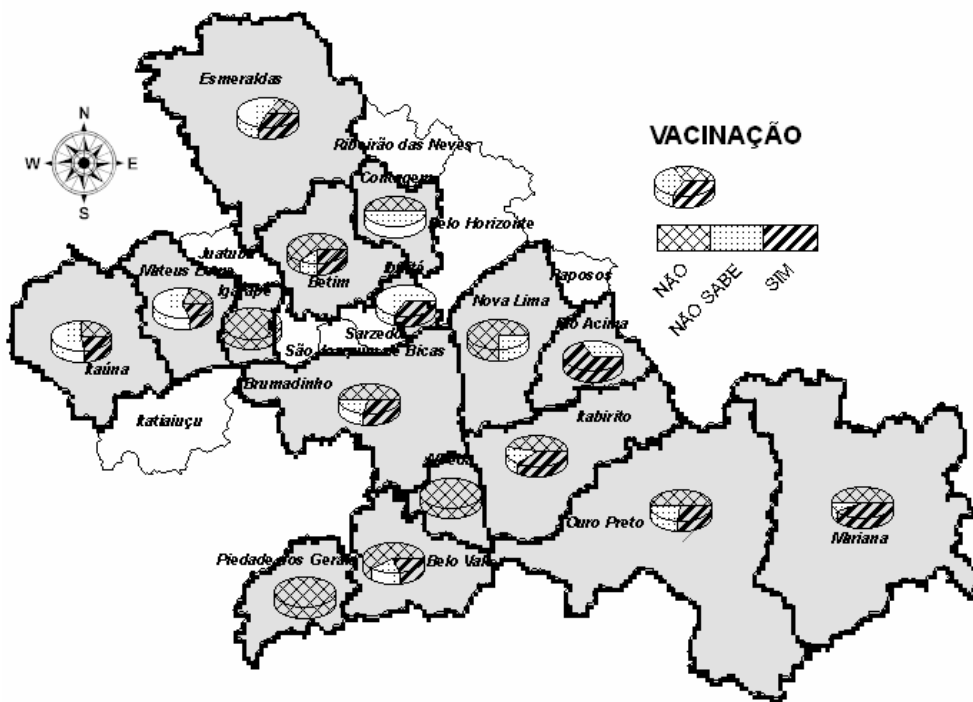 Esmeraldas
N
W E
S
Ribeirão das Neves
VACINAÇÃO
Contagem
Belo Horizonte
Juatuba
Mateus Leme
Igarapé
Betim
Ibirité
Raposos
Nova Lima
Rio Acima
NÃO
NÃO SABE
SIM
Sarzedo
São Joaquim de Bicas
Itaúna
Brumadinho
Itatiaiuçu
Itabirito
Ouro Preto
Mariana
Piedade dos Gerais
Belo Vale